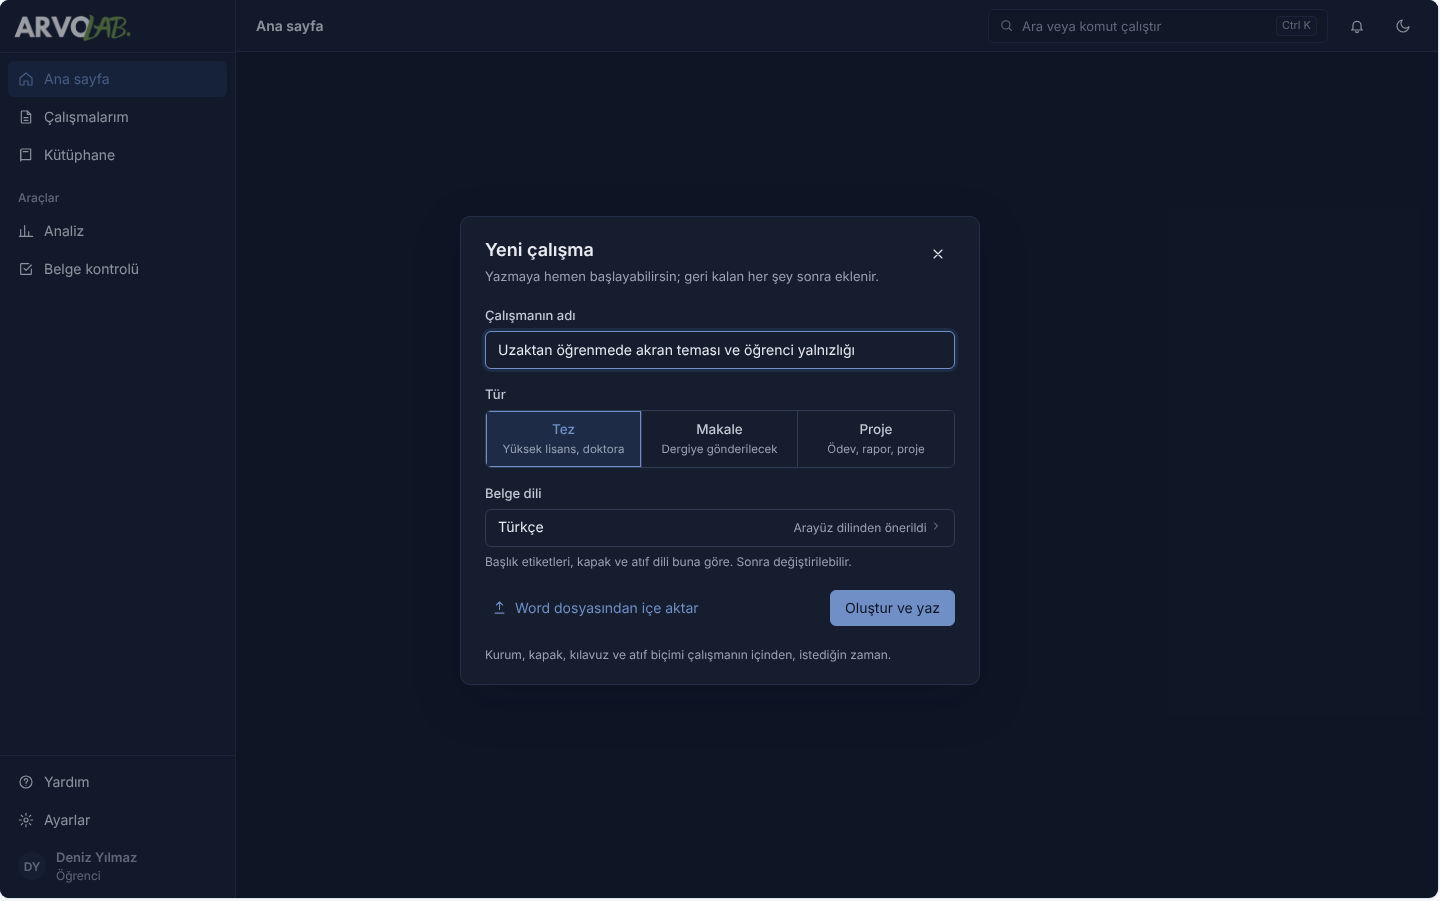 ARVOLAB.
Ana sayfa
Ara veya komut çalıştır
Ctrl K
Ana sayfa
Çalışmalarım
Kütüphane
Araçlar
Analiz
Belge kontrolü
Yeni çalışma
Yazmaya hemen başlayabilirsin; geri kalan her şey sonra eklenir.
Çalışmanın adı
Uzaktan öğrenmede akran teması ve öğrenci yalnızlığı
Tür
Tez
Yüksek lisans, doktora
Makale
Dergiye gönderilecek
Proje
Ödev, rapor, proje
Belge dili
Türkçe
Arayüz dilinden önerildi
Başlık etiketleri, kapak ve atıf dili buna göre. Sonra değiştirilebilir.
Word dosyasından içe aktar
Oluştur ve yaz
Kurum, kapak, kılavuz ve atıf biçimi çalışmanın içinden, istediğin zaman.
Yardım
Ayarlar
DY
Deniz Yılmaz
Öğrenci